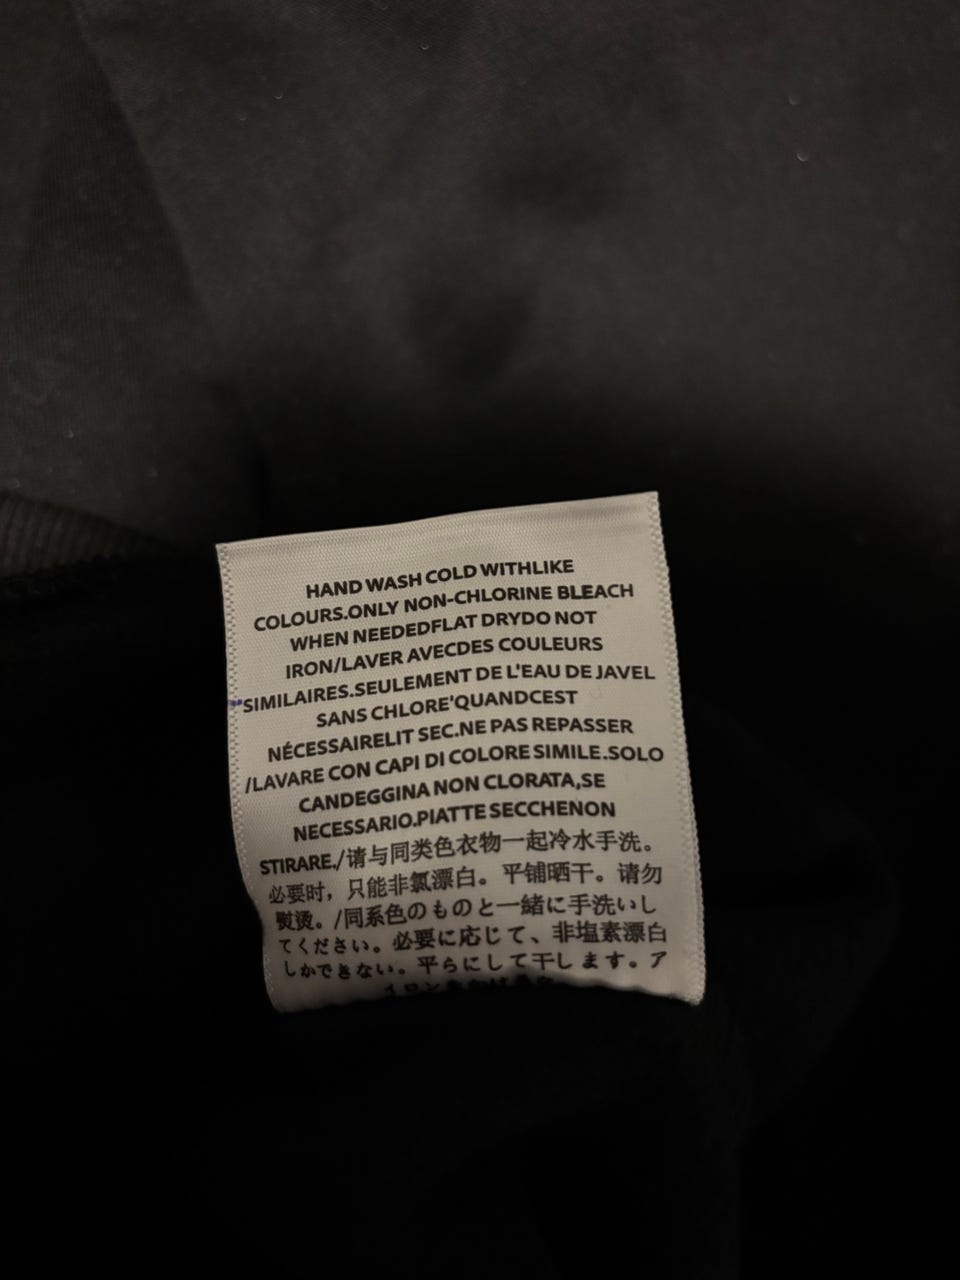 HAND WASH COLD WITHLIKE
COLOURS.ONLY NON-CHLORINE BLEACH
WHEN NEEDEDFLAT DRYDO NOT
IRON/LAVER AVECDES COULEURS
SIMILAIRES.SEULEMENT DE L'EAU DE JAVEL
SANS CHLORE'QUANDCEST
NÉCESSAIRELIT SEC.NE PAS REPASSER
/LAVARE CON CAPI DI COLORE SIMILE.SOLO
CANDEGGINA NON CLORATA,SE
NECESSARIO.PIATTE SECCHENON
STIRARE./请与同类色衣物一起冷水手洗。
必要时，只能非氯漂白。平铺晒干。请勿
熨烫。/同系色のものと一緒に手洗いし
てください。必要に応じて、非塩素漂白
しかできない。平らにして干します。ア